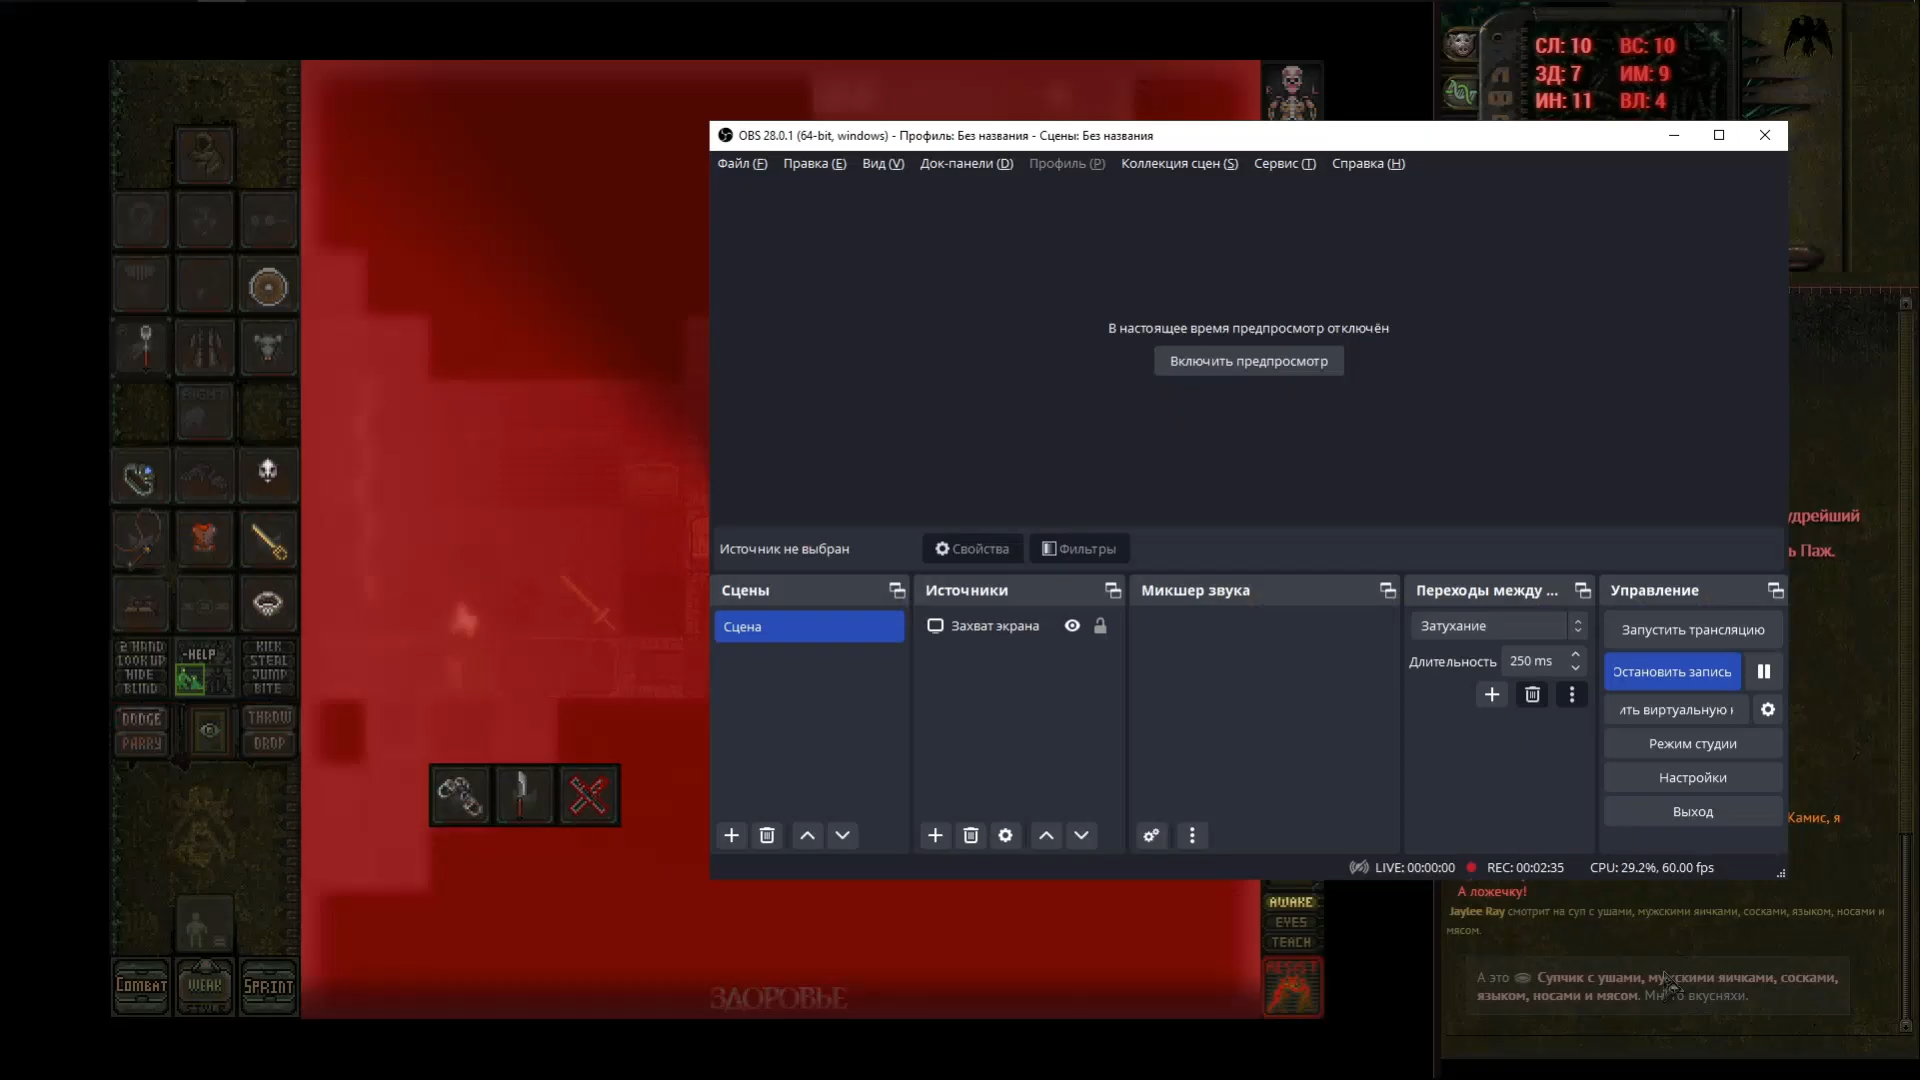 СЛ: 10 ВС: 10
ЗД: 7 ИМ: 9
ИН: 11 ВЛ: 4
OBS 28.0.1 (64-bit, windows) - Профиль: Без названия - Сцены: Без названия
Файл (F) Правка (E) Вид (V) Док-панели (D) Профиль (P) Коллекция сцен (S) Сервис (T) Справка (H)
В настоящее время предпросмотр отключён
Включить предпросмотр
Источник не выбран Свойства Фильтры
Сцены Источники Микшер звука Переходы между ... Управление
Сцена Захват экрана Затухание Запустить трансляцию
Длительность 250 ms Остановить запись
ить виртуальную
Режим студии
Настройки
Выход
LIVE: 00:00:00 REC: 00:02:35 CPU: 29.2%, 60.00 fps
удрейший
ь Паж.
Камис, я
А ложечку!
Jaylee Ray смотрит на суп с ушами, мужскими яичками, сосками, языком, носами и
мясом.
А это Супчик с ушами, мужскими яичками, сосками,
языком, носами и мясом. Много вкусняхи.
R L
FIGHT
2 HAND
LOOK UP
HIDE
BLIND
-HELP
KICK
STEAL
JUMP
BITE
DODGE
PARRY
THROW
DROP
COMBAT WEAK SPRINT
STYLE
ЗДОРОВЬЕ
AWAKE
EYES
TEACH